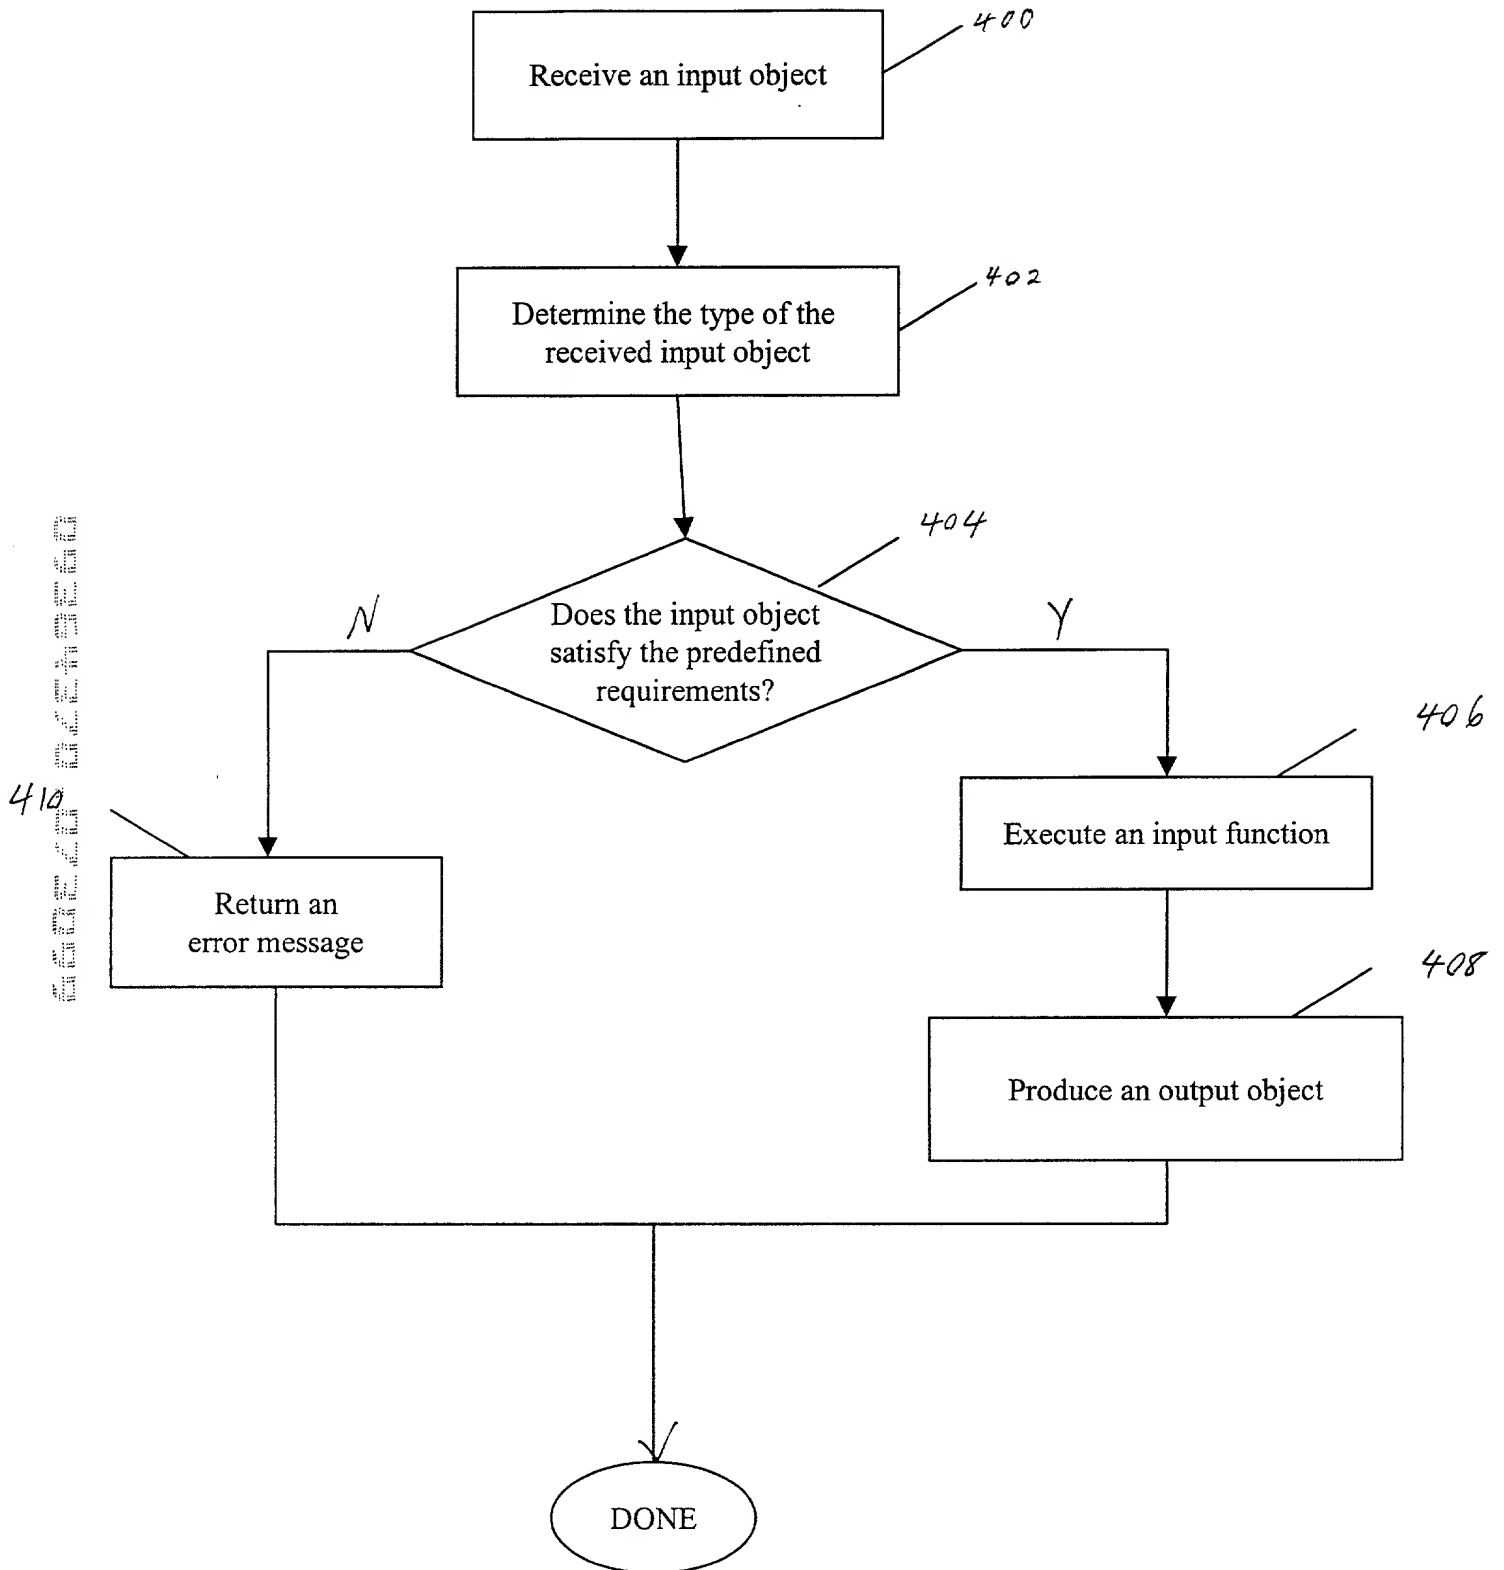 400
Receive an input object
402
Determine the type of the
received input object
404
N
Does the input object
satisfy the predefined
requirements?
Y
406
410
Execute an input function
Return an
error message
408
Produce an output object
DONE